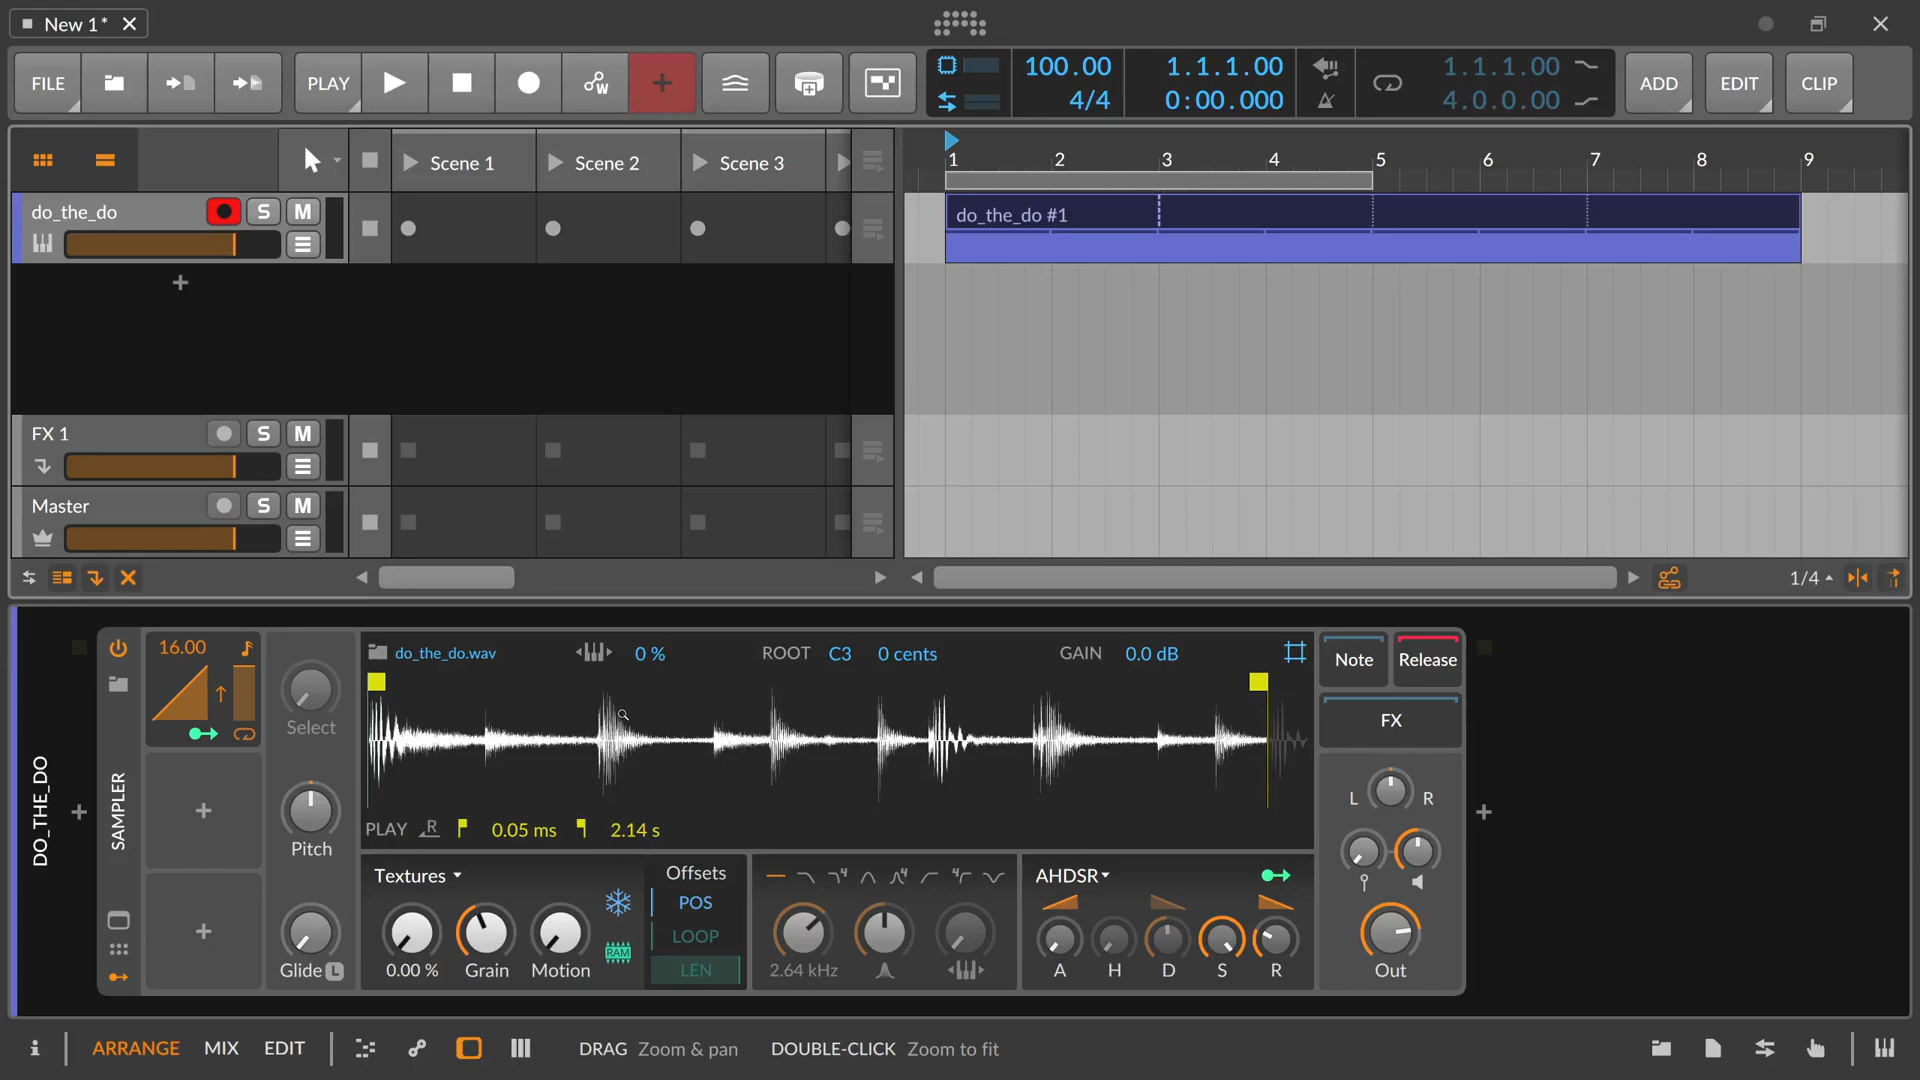 New 1*
FILE
PLAY
W
100.00
4/4
1.1.1.00
0:00.000
1.1.1.00
4.0.0.00
ADD
EDIT
CLIP
Scene 1
Scene 2
Scene 3
1 2 3 4 5 6 7 8 9
do_the_do
S
M
do_the_do #1
FX 1
S
M
Master
S
M
1/4
DO_THE_DO
SAMPLER
16.00
Select
Pitch
Glide L
do_the_do.wav
0 %
ROOT C3 0 cents
GAIN 0.0 dB
PLAY R 0.05 ms 2.14 s
Textures
0.00 %
Grain
Motion
RAM
Offsets
POS
LOOP
LEN
4 4 4
2.64 kHz
AHDSR
A H D S R
Note
Release
FX
L R
Out
ARRANGE MIX EDIT
DRAG Zoom & pan DOUBLE-CLICK Zoom to fit